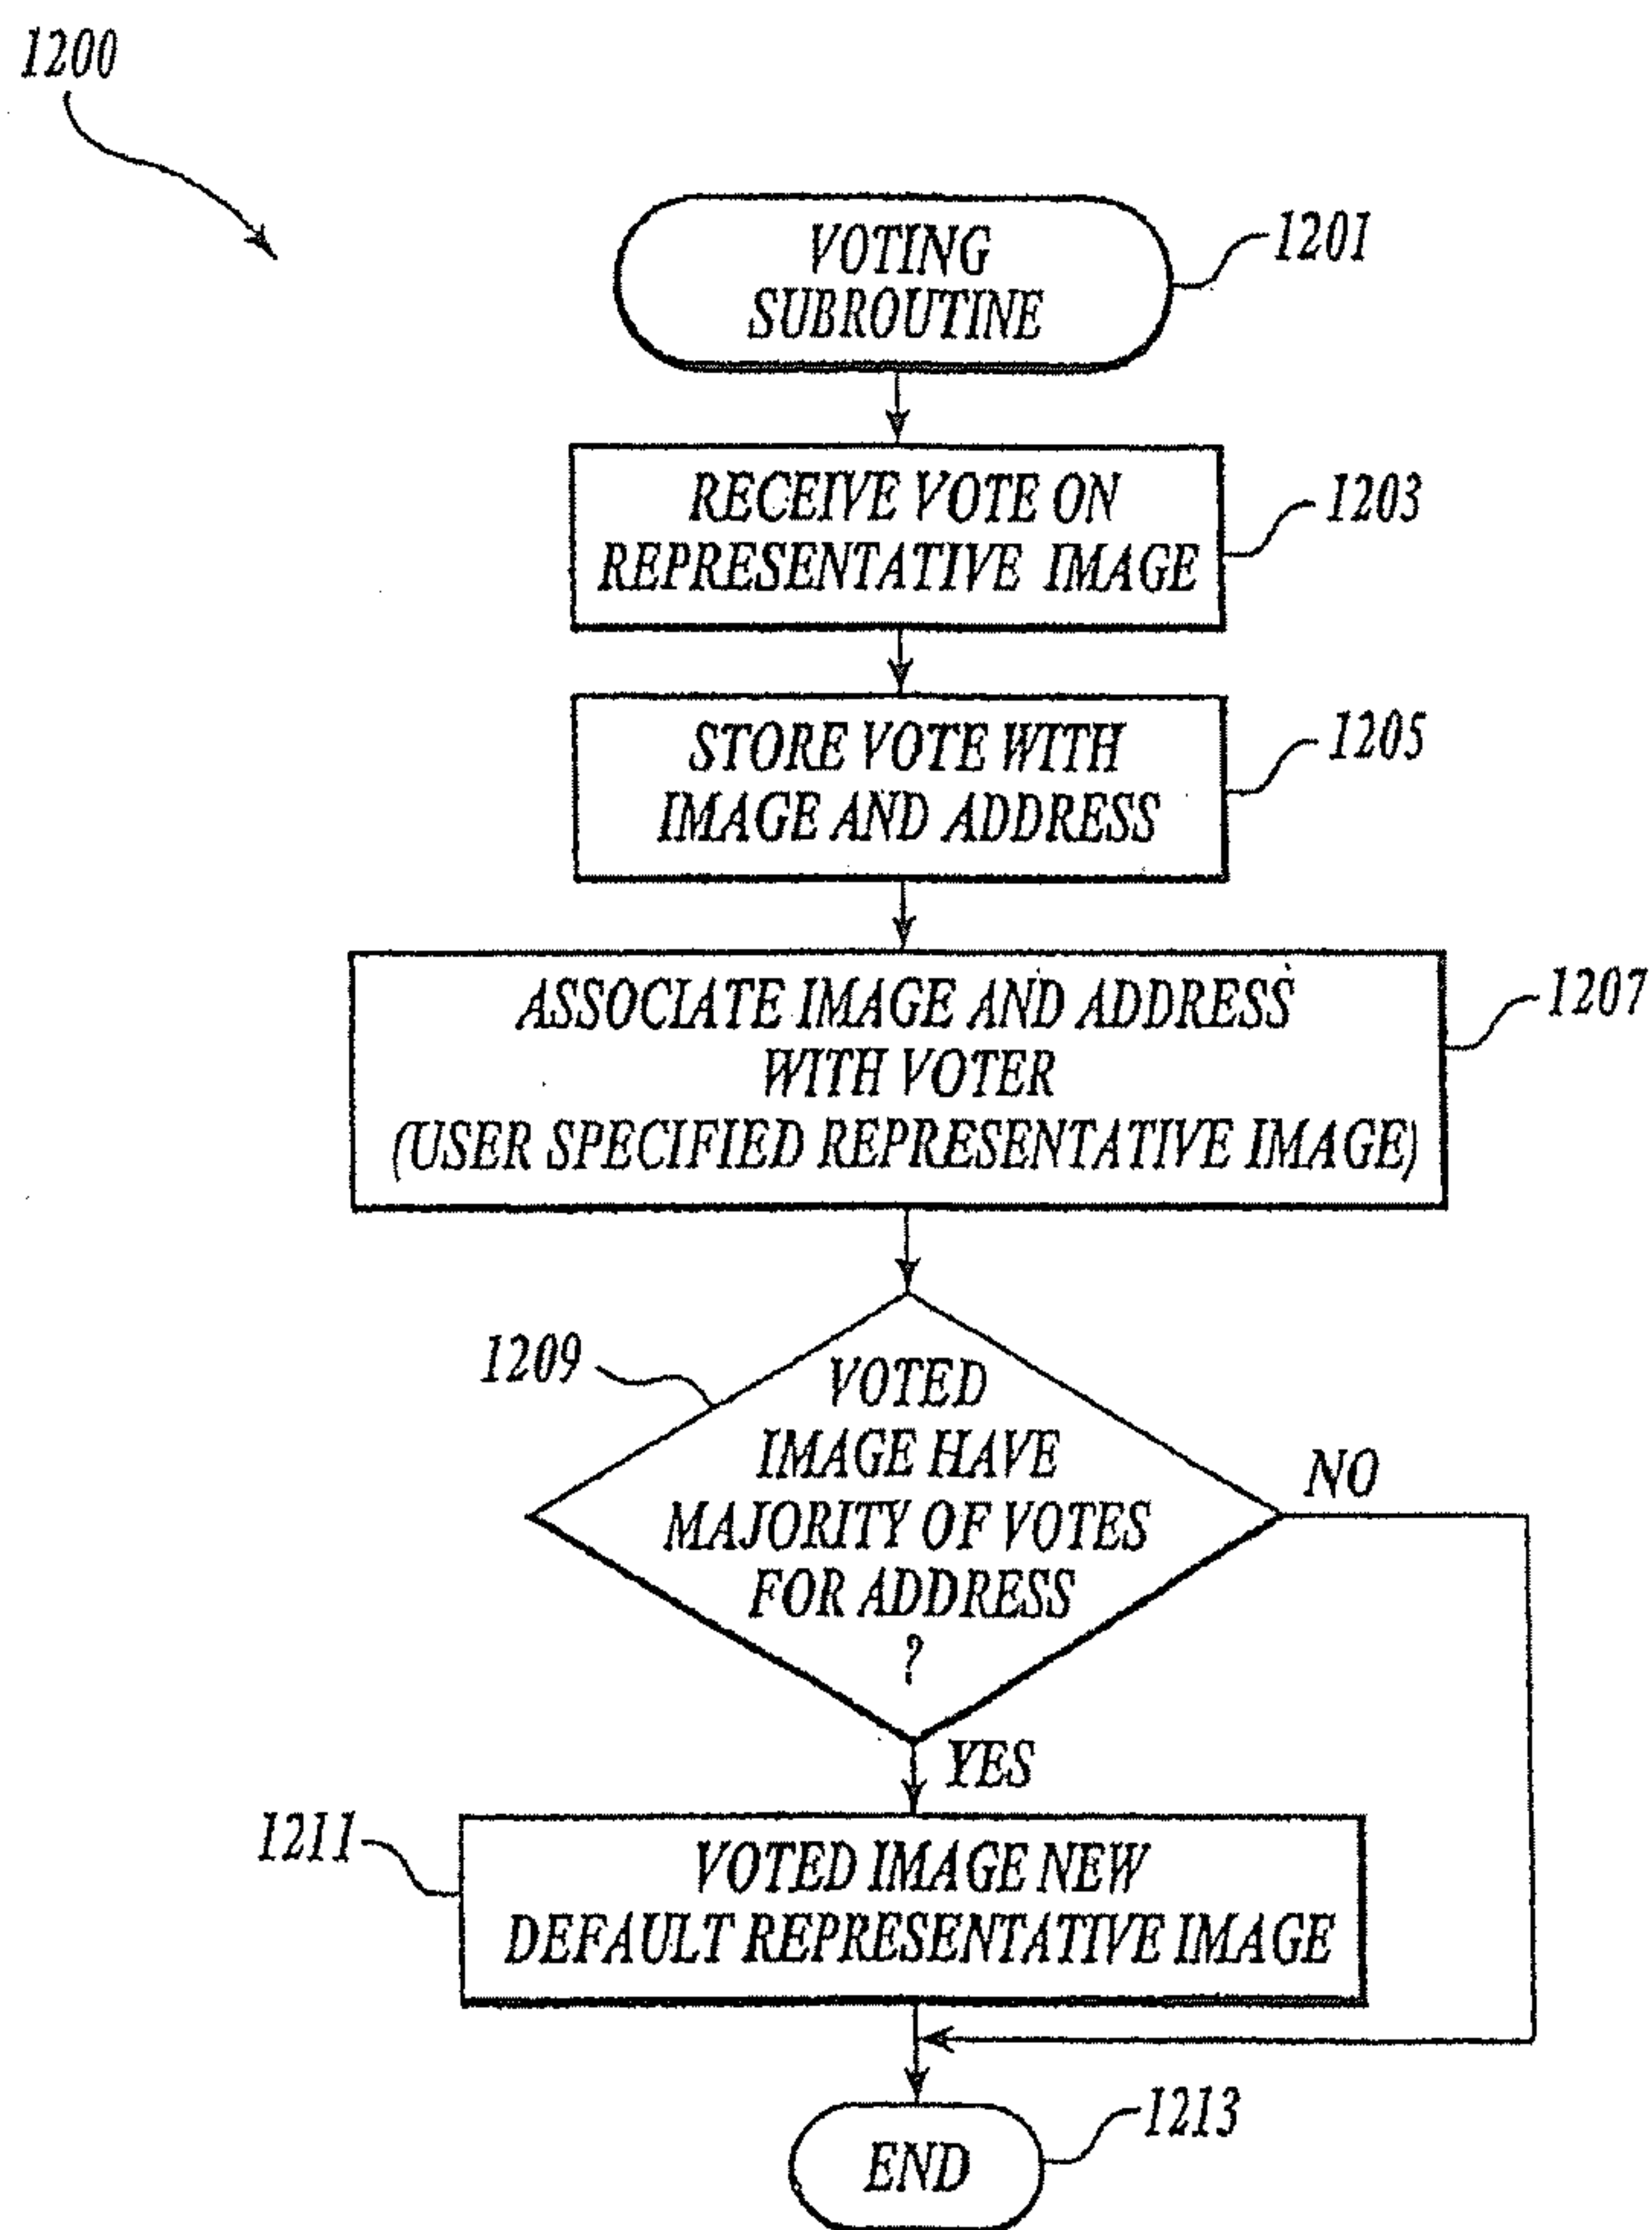 1200
VOTING
SUBROUTINE
1201
RECEIVE VOTE ON
REPRESENTATIVE IMAGE
1203
STORE VOTE WITH
IMAGE AND ADDRESS
1205
ASSOCIATE IMAGE AND ADDRESS
WITH VOTER
(USER SPECIFIED REPRESENTATIVE IMAGE)
1207
1209
VOTED
IMAGE HAVE
MAJORITY OF VOTES
FOR ADDRESS
?
NO
YES
1211
VOTED IMAGE NEW
DEFAULT REPRESENTATIVE IMAGE
END
1213